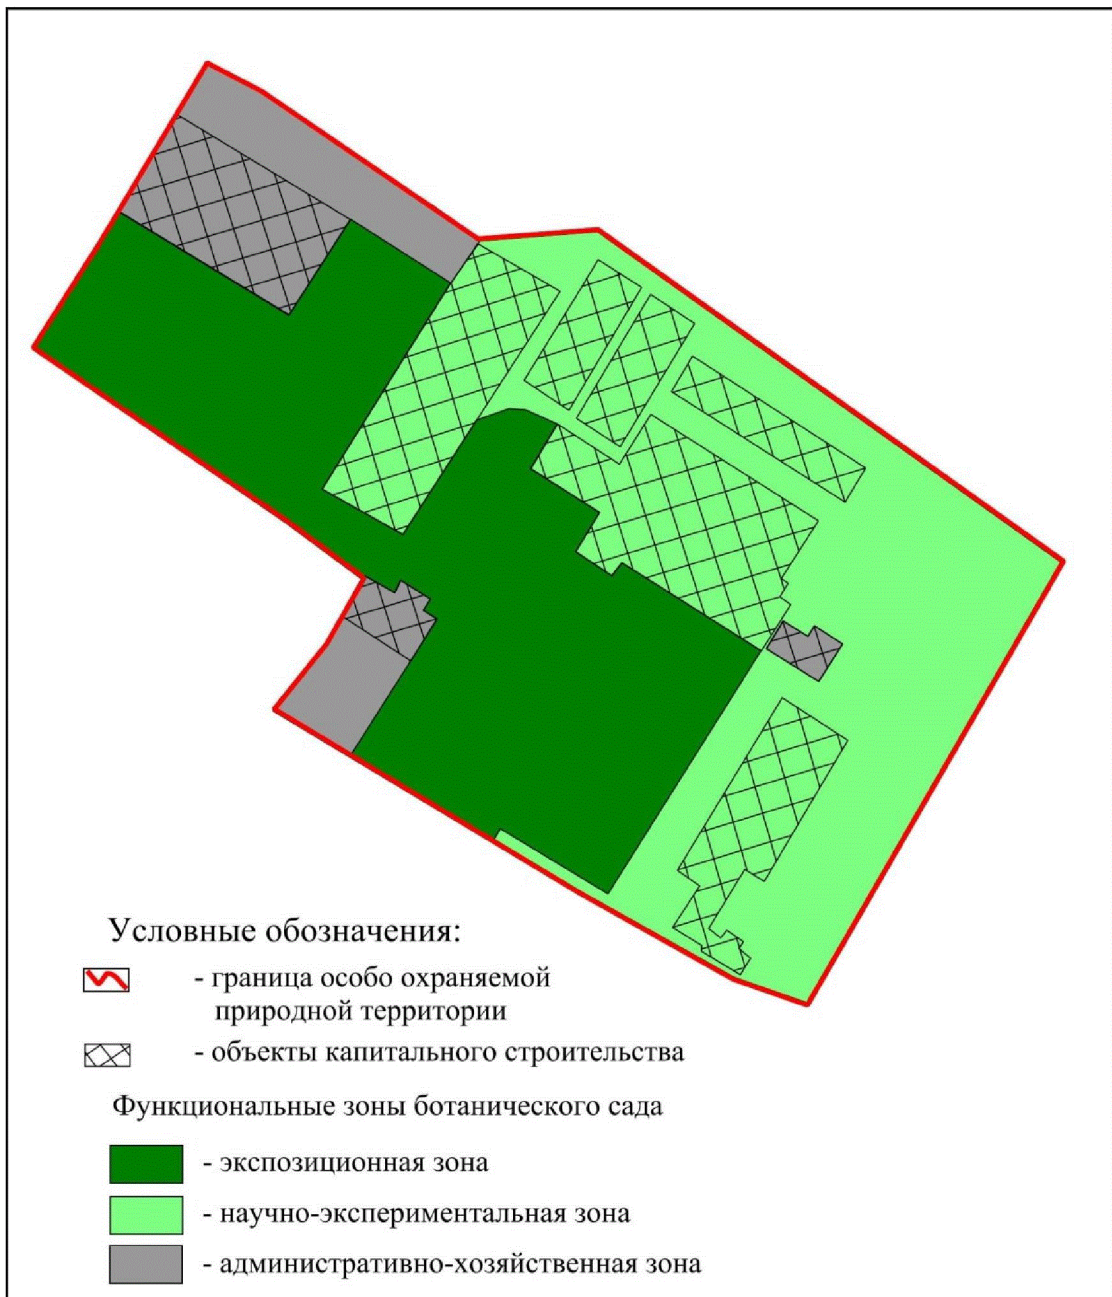 Условные обозначения:
- граница особо охраняемой
природной территории
- объекты капитального строительства
Функциональные зоны ботанического сада
- экспозиционная зона
- научно-экспериментальная зона
- административно-хозяйственная зона